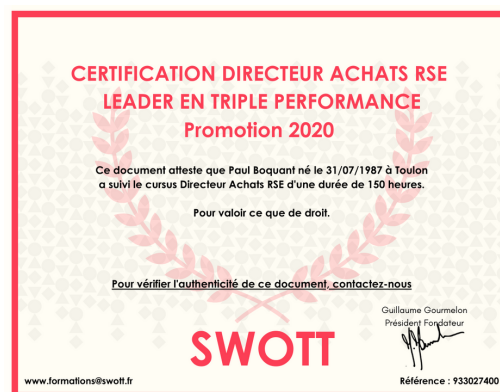 CERTIFICATION DIRECTEUR ACHATS RSE
LEADER EN TRIPLE PERFORMANCE
Promotion 2020
Ce document atteste que Paul Boquant né le 31/07/1987 à Toulon
a suivi le cursus Directeur Achats RSE d'une durée de 150 heures.
Pour valoir ce que de droit.
Pour vérifier l'authenticité de ce document, contactez-nous
Guillaume Gourmelon
Président Fondateur
SWOTT
www.formations@swott.fr
Référence : 933027400